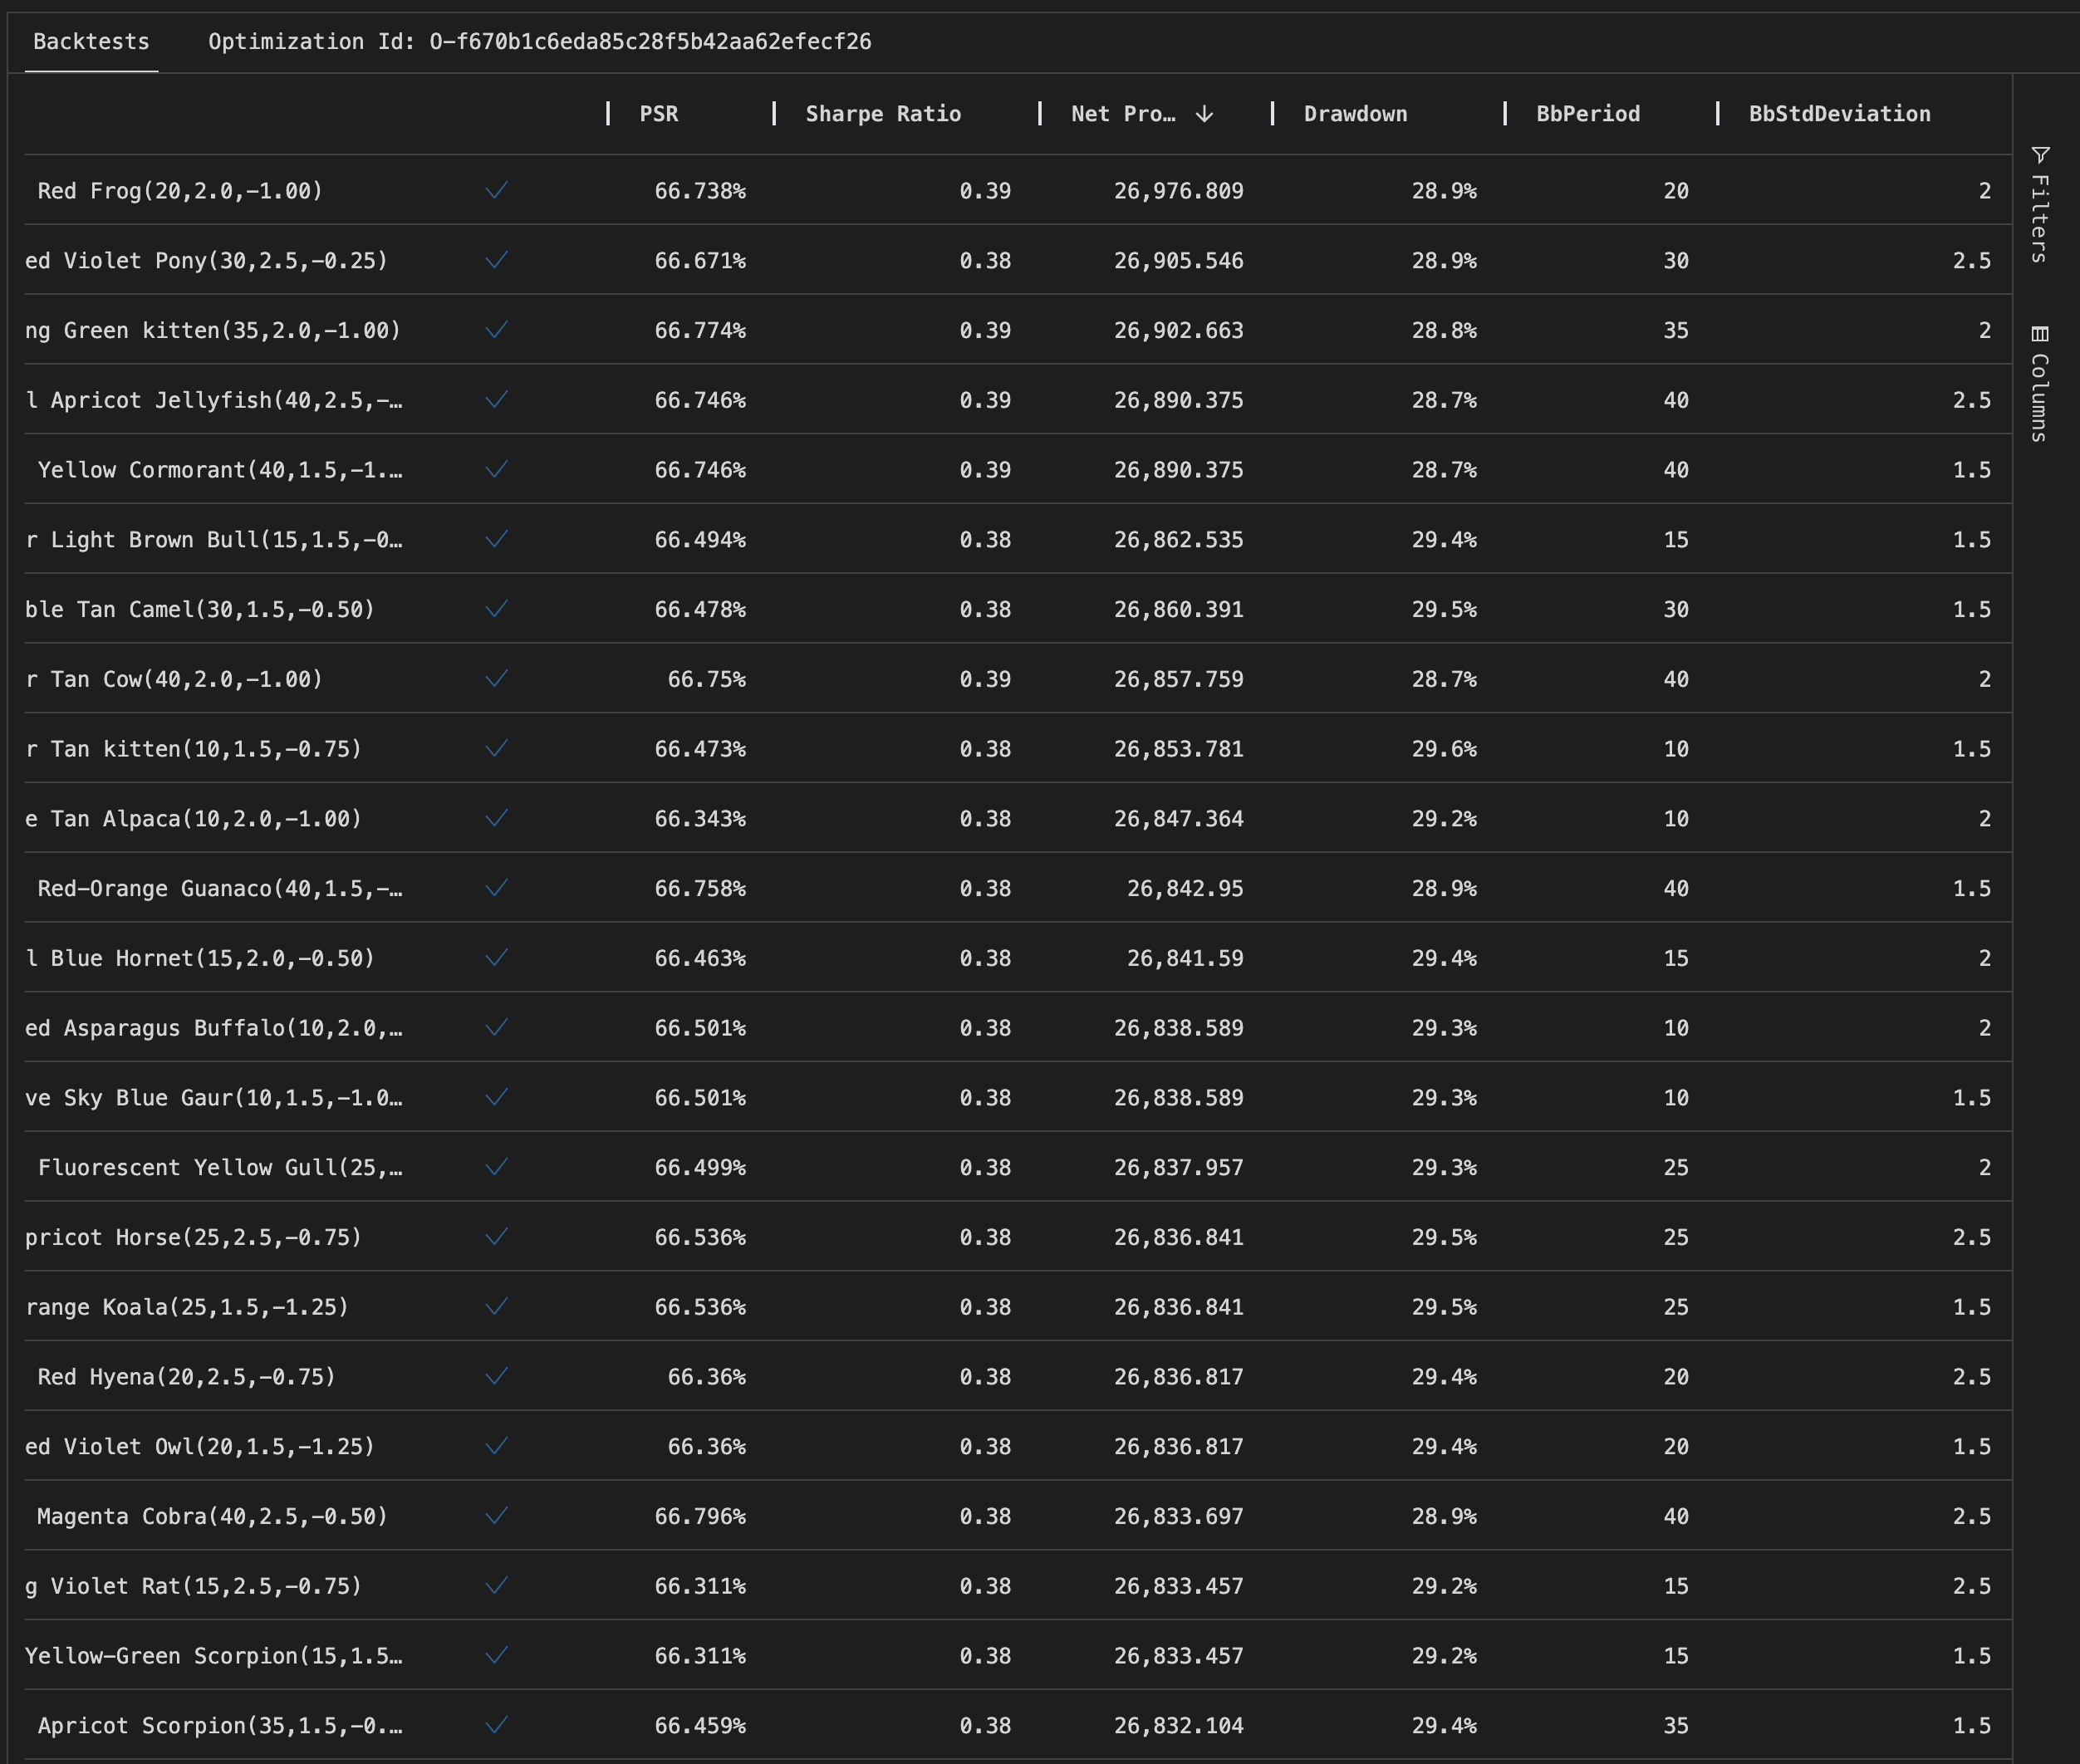 Backtests Optimization Id: O-f670b1c6eda85c28f5b42aa62efecf26
PSR Sharpe Ratio Net Pro… ↓ Drawdown BbPeriod BbStdDeviation
Red Frog(20,2.0,-1.00) 66.738% 0.39 26,976.809 28.9% 20 2
ed Violet Pony(30,2.5,-0.25) 66.671% 0.38 26,905.546 28.9% 30 2.5
ng Green kitten(35,2.0,-1.00) 66.774% 0.39 26,902.663 28.8% 35 2
l Apricot Jellyfish(40,2.5,-… 66.746% 0.39 26,890.375 28.7% 40 2.5
Yellow Cormorant(40,1.5,-1.… 66.746% 0.39 26,890.375 28.7% 40 1.5
r Light Brown Bull(15,1.5,-0… 66.494% 0.38 26,862.535 29.4% 15 1.5
ble Tan Camel(30,1.5,-0.50) 66.478% 0.38 26,860.391 29.5% 30 1.5
r Tan Cow(40,2.0,-1.00) 66.75% 0.39 26,857.759 28.7% 40 2
r Tan kitten(10,1.5,-0.75) 66.473% 0.38 26,853.781 29.6% 10 1.5
e Tan Alpaca(10,2.0,-1.00) 66.343% 0.38 26,847.364 29.2% 10 2
Red-Orange Guanaco(40,1.5,-… 66.758% 0.38 26,842.95 28.9% 40 1.5
l Blue Hornet(15,2.0,-0.50) 66.463% 0.38 26,841.59 29.4% 15 2
ed Asparagus Buffalo(10,2.0,… 66.501% 0.38 26,838.589 29.3% 10 2
ve Sky Blue Gaur(10,1.5,-1.0… 66.501% 0.38 26,838.589 29.3% 10 1.5
Fluorescent Yellow Gull(25,… 66.499% 0.38 26,837.957 29.3% 25 2
pricot Horse(25,2.5,-0.75) 66.536% 0.38 26,836.841 29.5% 25 2.5
range Koala(25,1.5,-1.25) 66.536% 0.38 26,836.841 29.5% 25 1.5
Red Hyena(20,2.5,-0.75) 66.36% 0.38 26,836.817 29.4% 20 2.5
ed Violet Owl(20,1.5,-1.25) 66.36% 0.38 26,836.817 29.4% 20 1.5
Magenta Cobra(40,2.5,-0.50) 66.796% 0.38 26,833.697 28.9% 40 2.5
g Violet Rat(15,2.5,-0.75) 66.311% 0.38 26,833.457 29.2% 15 2.5
Yellow-Green Scorpion(15,1.5… 66.311% 0.38 26,833.457 29.2% 15 1.5
Apricot Scorpion(35,1.5,-0.… 66.459% 0.38 26,832.104 29.4% 35 1.5
Filters
Columns